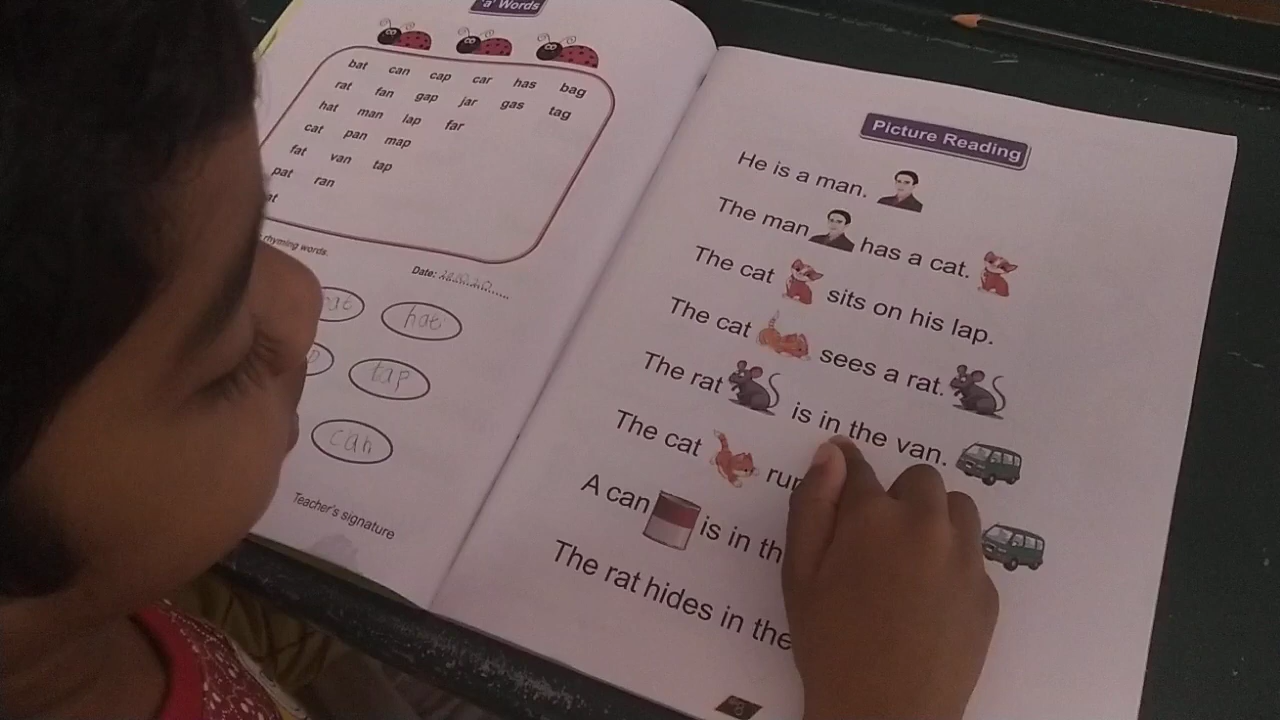 'a' Words
bat can cap car has bag
rat fan gap jar gas tag
hat man lap far
cat pan map
fat van tap
pat ran
rhyming words.
Date:
hat
tap
can
Teacher's signature
Picture Reading
He is a man.
The man has a cat.
The cat sits on his lap.
The cat sees a rat.
The rat is in the van.
The cat
A can is in
The rat hides in the
8